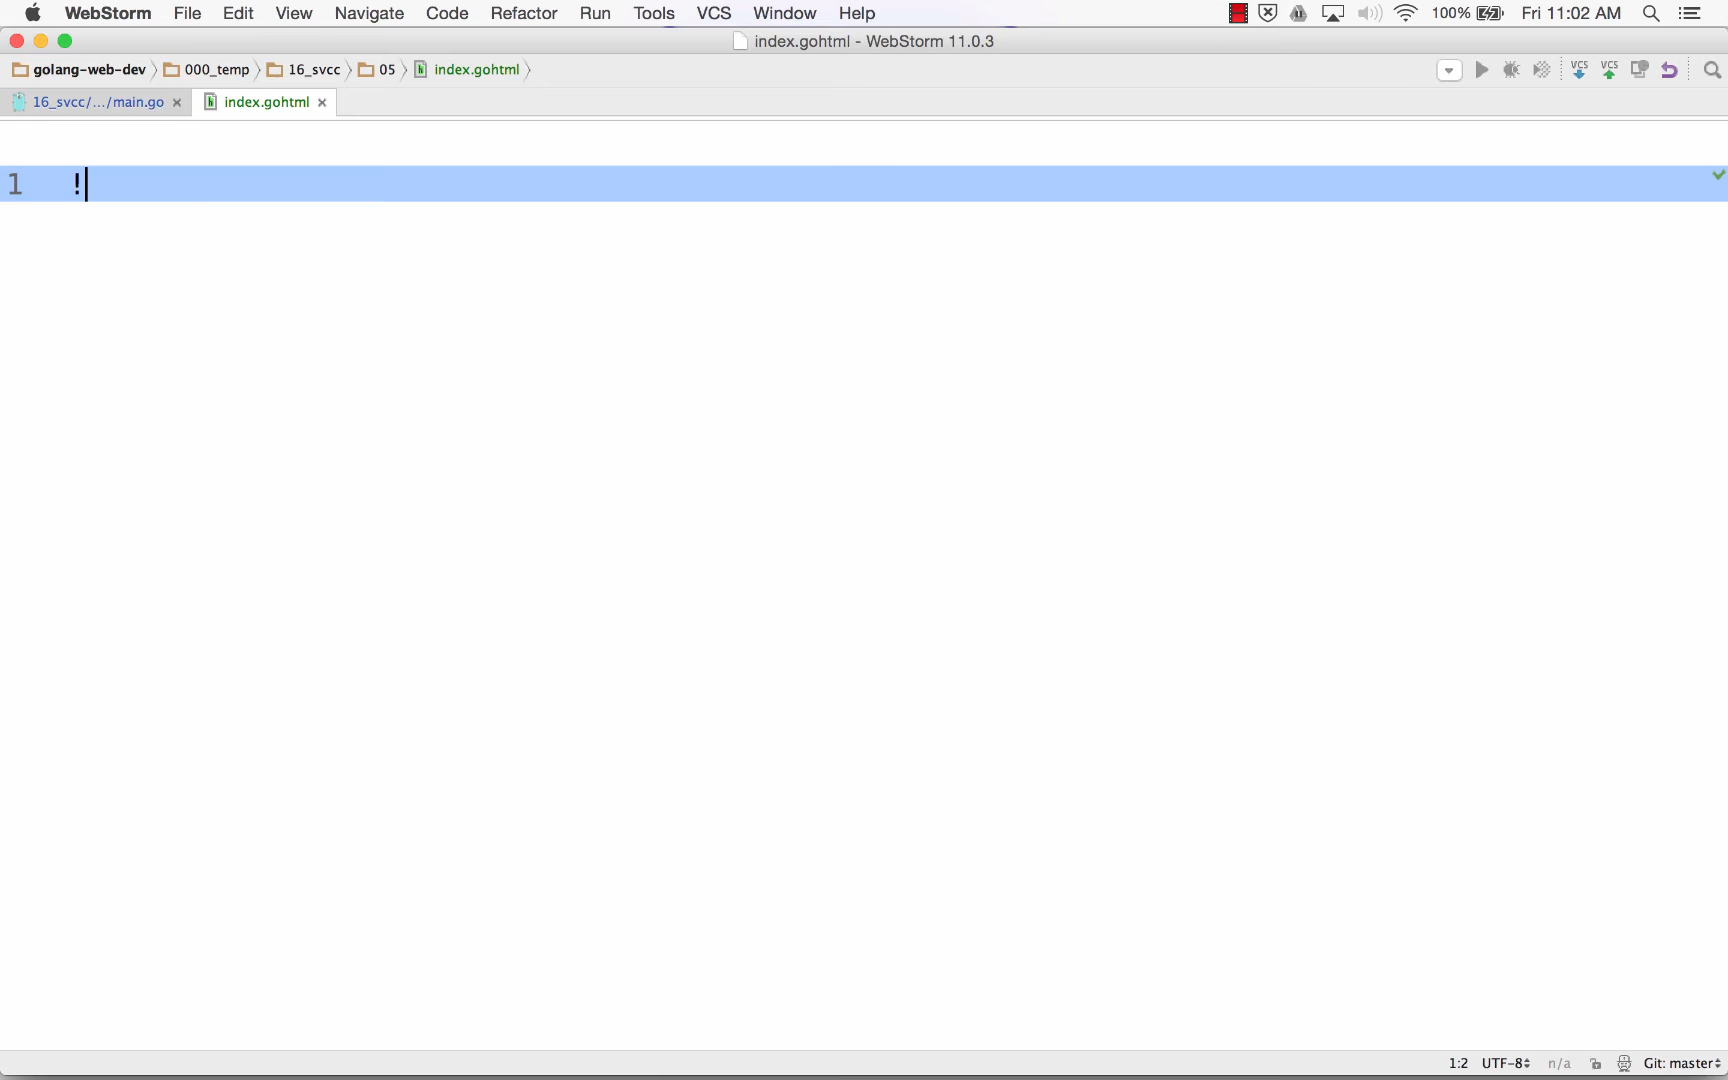 WebStorm File Edit View Navigate Code Refactor Run Tools VCS Window Help 100% Fri 11:02 AM
index.gohtml - WebStorm 11.0.3
golang-web-dev 000_temp 16_svcc 05 index.gohtml VCS VCS
16_svcc/.../main.go index.gohtml
1 !
1:2 UTF-8 n/a Git: master